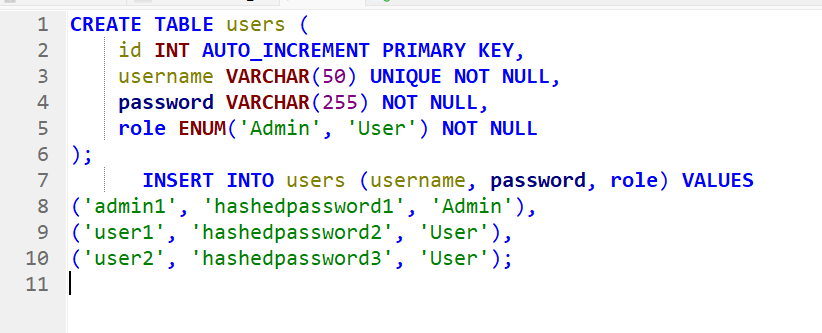 1 CREATE TABLE users (
2 id INT AUTO_INCREMENT PRIMARY KEY,
3 username VARCHAR(50) UNIQUE NOT NULL,
4 password VARCHAR(255) NOT NULL,
5 role ENUM('Admin', 'User') NOT NULL
6 );
7 INSERT INTO users (username, password, role) VALUES
8 ('admin1', 'hashedpassword1', 'Admin'),
9 ('user1', 'hashedpassword2', 'User'),
10 ('user2', 'hashedpassword3', 'User');
11